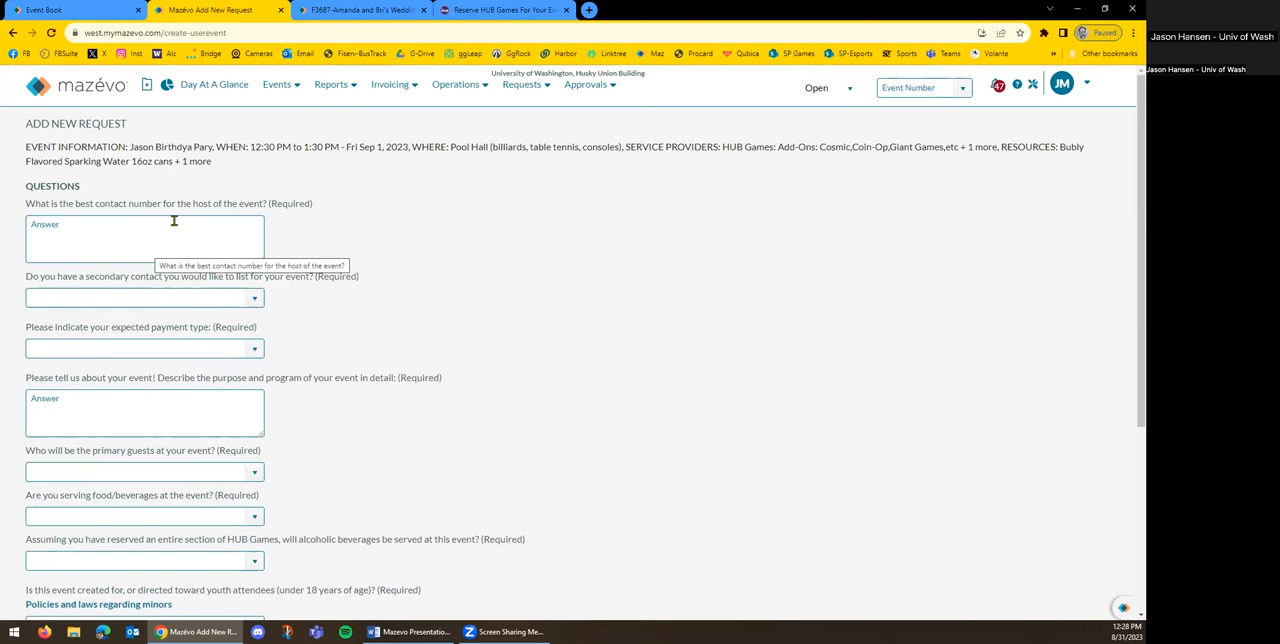 Event Book
Mazévo Add New Request
F3687-Amanda and Bri's Weddin
Reserve HUB Games For Your Eve
west.mymazevo.com/create-userevent
Paused
FB
FBSuite
X
Inst
Alc
Bridge
Cameras
Email
Fiserv-BusTrack
G-Drive
ggLeap
GgRock
Harbor
Linktree
Maz
Procard
Qubica
SP Games
SP-Esports
Sports
Teams
Volante
Other bookmarks
Jason Hansen - Univ of Wash
Jason Hansen - Univ of Wash
University of Washington, Husky Union Building
mazévo
Day At A Glance
Events
Reports
Invoicing
Operations
Requests
Approvals
Open
Event Number
47
JM
ADD NEW REQUEST
EVENT INFORMATION: Jason Birthdya Pary, WHEN: 12:30 PM to 1:30 PM - Fri Sep 1, 2023, WHERE: Pool Hall (billiards, table tennis, consoles), SERVICE PROVIDERS: HUB Games: Add-Ons: Cosmic,Coin-Op,Giant Games,etc + 1 more, RESOURCES: Bubly
Flavored Sparking Water 16oz cans + 1 more
QUESTIONS
What is the best contact number for the host of the event? (Required)
Answer
What is the best contact number for the host of the event?
Do you have a secondary contact you would like to list for your event? (Required)
Please indicate your expected payment type: (Required)
Please tell us about your event! Describe the purpose and program of your event in detail: (Required)
Answer
Who will be the primary guests at your event? (Required)
Are you serving food/beverages at the event? (Required)
Assuming you have reserved an entire section of HUB Games, will alcoholic beverages be served at this event? (Required)
Is this event created for, or directed toward youth attendees (under 18 years of age)? (Required)
Policies and laws regarding minors
Mazévo Add New R...
Mazevo Presentatio...
Screen Sharing Me...
12:28 PM
8/31/2023